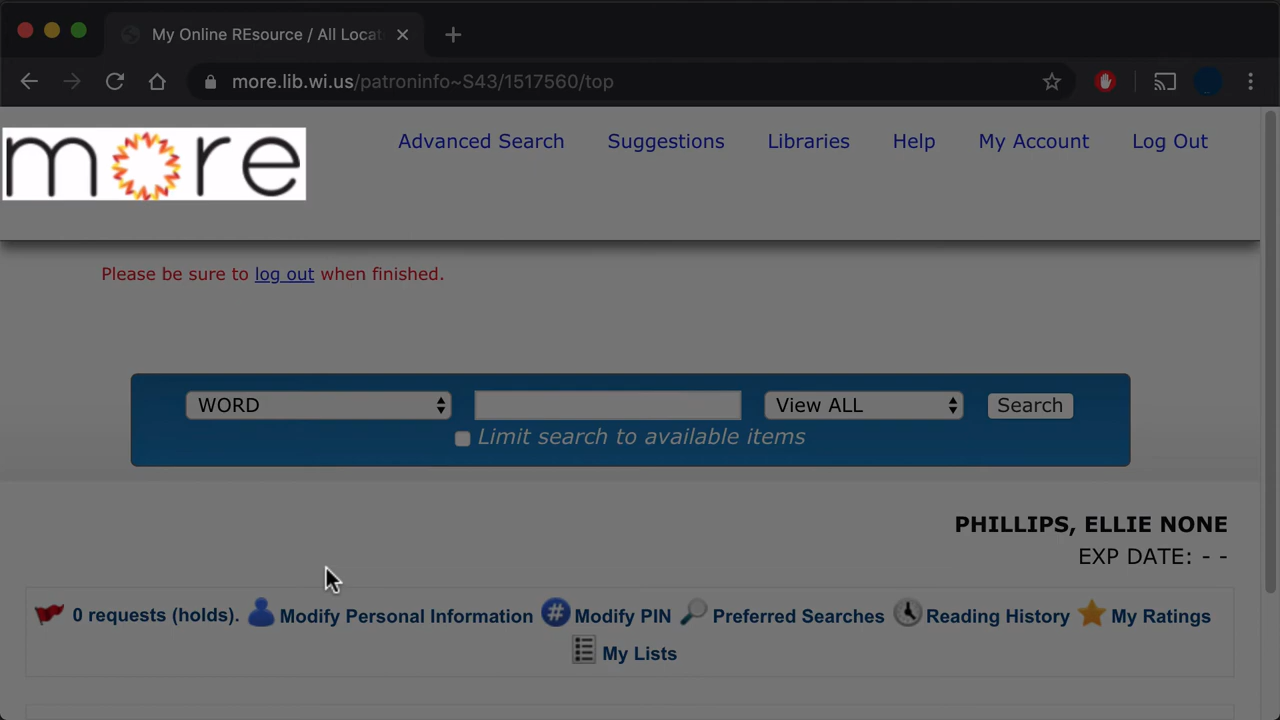 My Online REsource / All Locat
more.lib.wi.us/patroninfo~S43/1517560/top
more
Advanced Search Suggestions Libraries Help My Account Log Out
Please be sure to log out when finished.
WORD View ALL Search
Limit search to available items
PHILLIPS, ELLIE NONE
EXP DATE: - -
0 requests (holds). # Modify Personal Information Modify PIN Preferred Searches Reading History My Ratings
My Lists